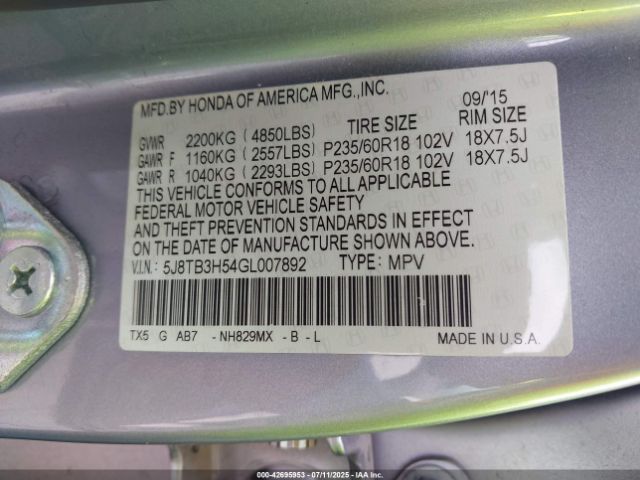 MFD.BY HONDA OF AMERICA MFG.,INC. 09/'15
TIRE SIZE RIM SIZE
GVWR 2200KG (4850LBS)
GAWR F 1160KG (2557LBS) P235/60R18 102V 18X7.5J
GAWR R 1040KG (2293LBS) P235/60R18 102V 18X7.5J
THIS VEHICLE CONFORMS TO ALL APPLICABLE
FEDERAL MOTOR VEHICLE SAFETY
AND THEFT PREVENTION STANDARDS IN EFFECT
ON THE DATE OF MANUFACTURE SHOWN ABOVE.
V.I.N.: 5J8TB3H54GL007892 TYPE: MPV
TX5 G AB7 - NH829MX - B - L MADE IN U.S.A.
000-42695953 - 07/11/2025 - IAA, Inc.